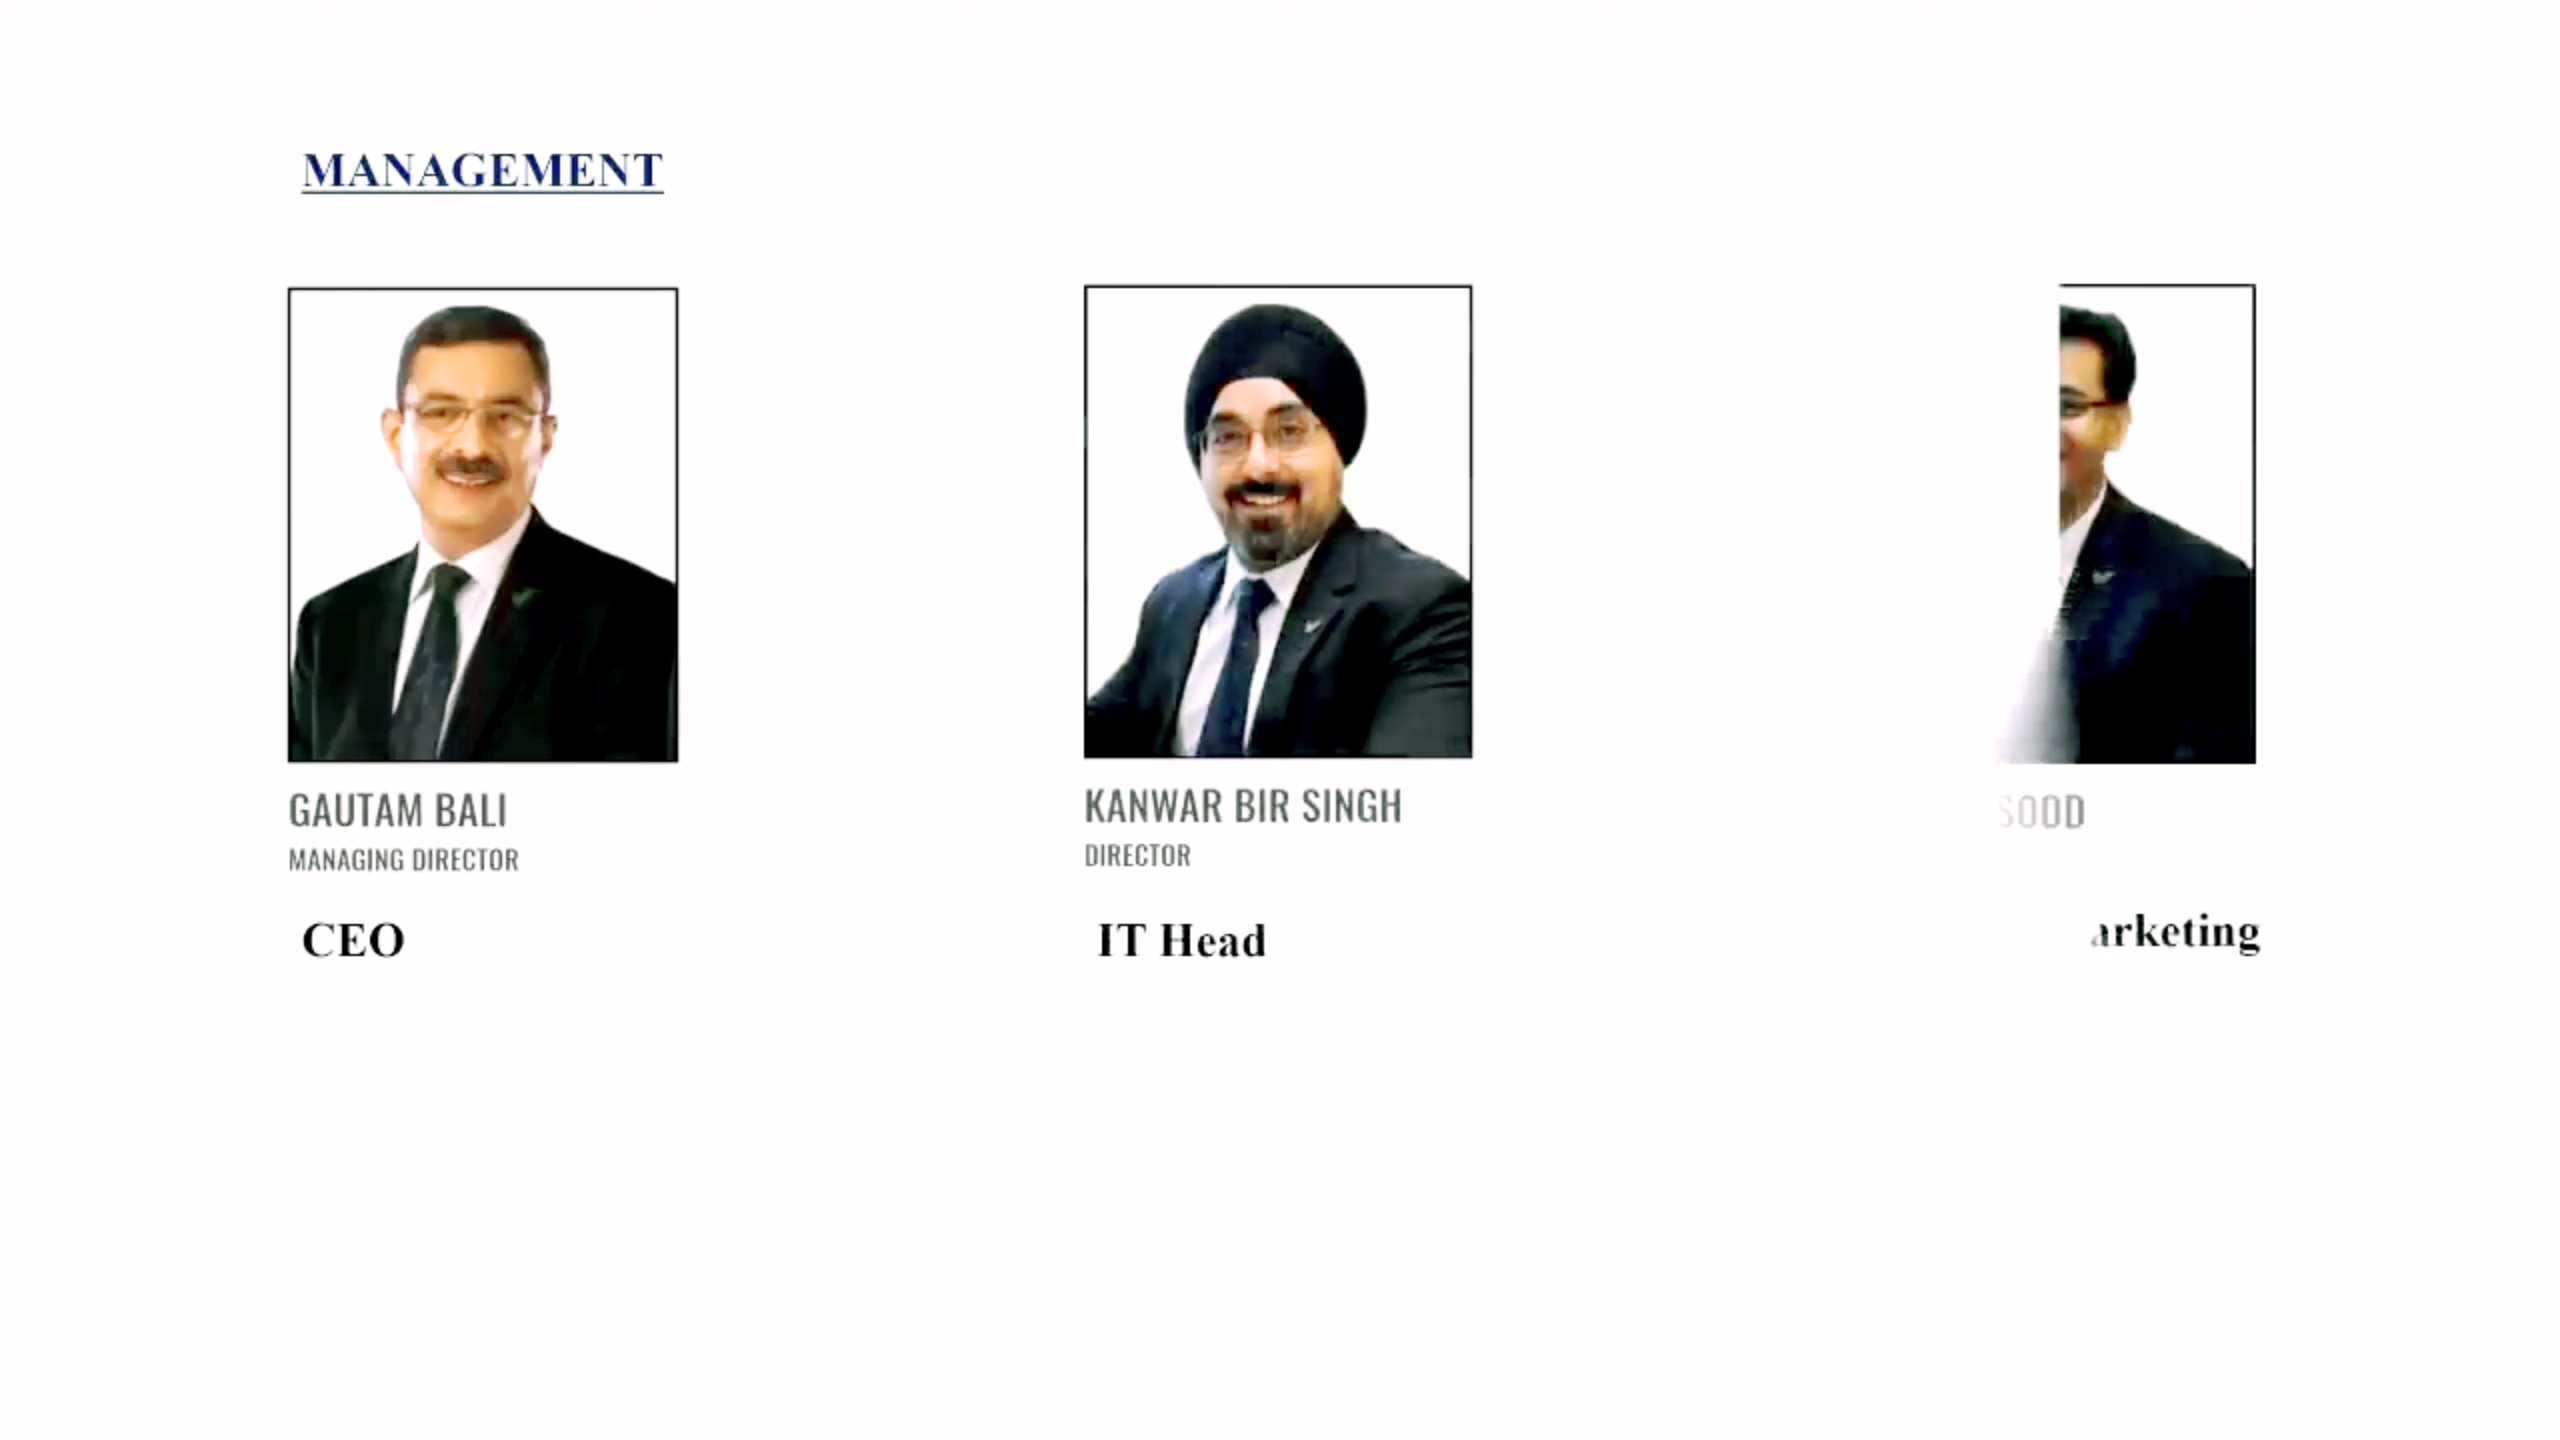 MANAGEMENT
GAUTAM BALI
MANAGING DIRECTOR
CEO
KANWAR BIR SINGH
DIRECTOR
IT Head
SOOD
arketing